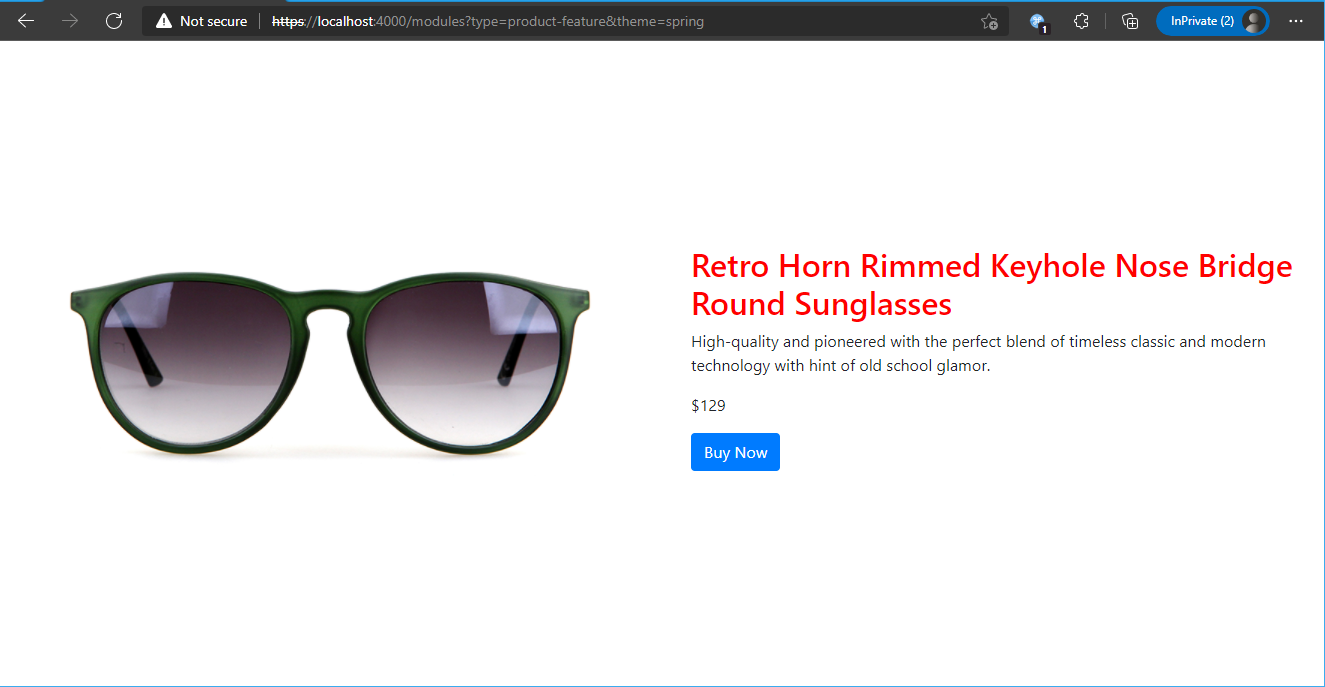 Not secure https://localhost:4000/modules?type=product-feature&theme=spring 1 InPrivate (2)
Retro Horn Rimmed Keyhole Nose Bridge
Round Sunglasses
High-quality and pioneered with the perfect blend of timeless classic and modern
technology with hint of old school glamor.
$129
Buy Now